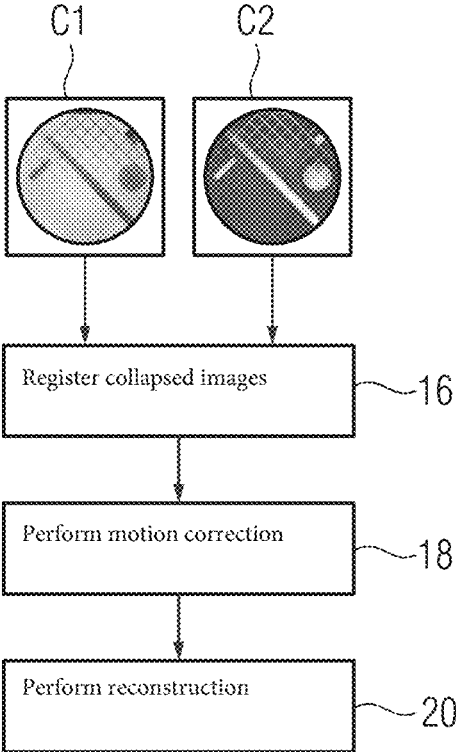 C1
C2
Register collapsed images
16
Perform motion correction
18
Perform reconstruction
20